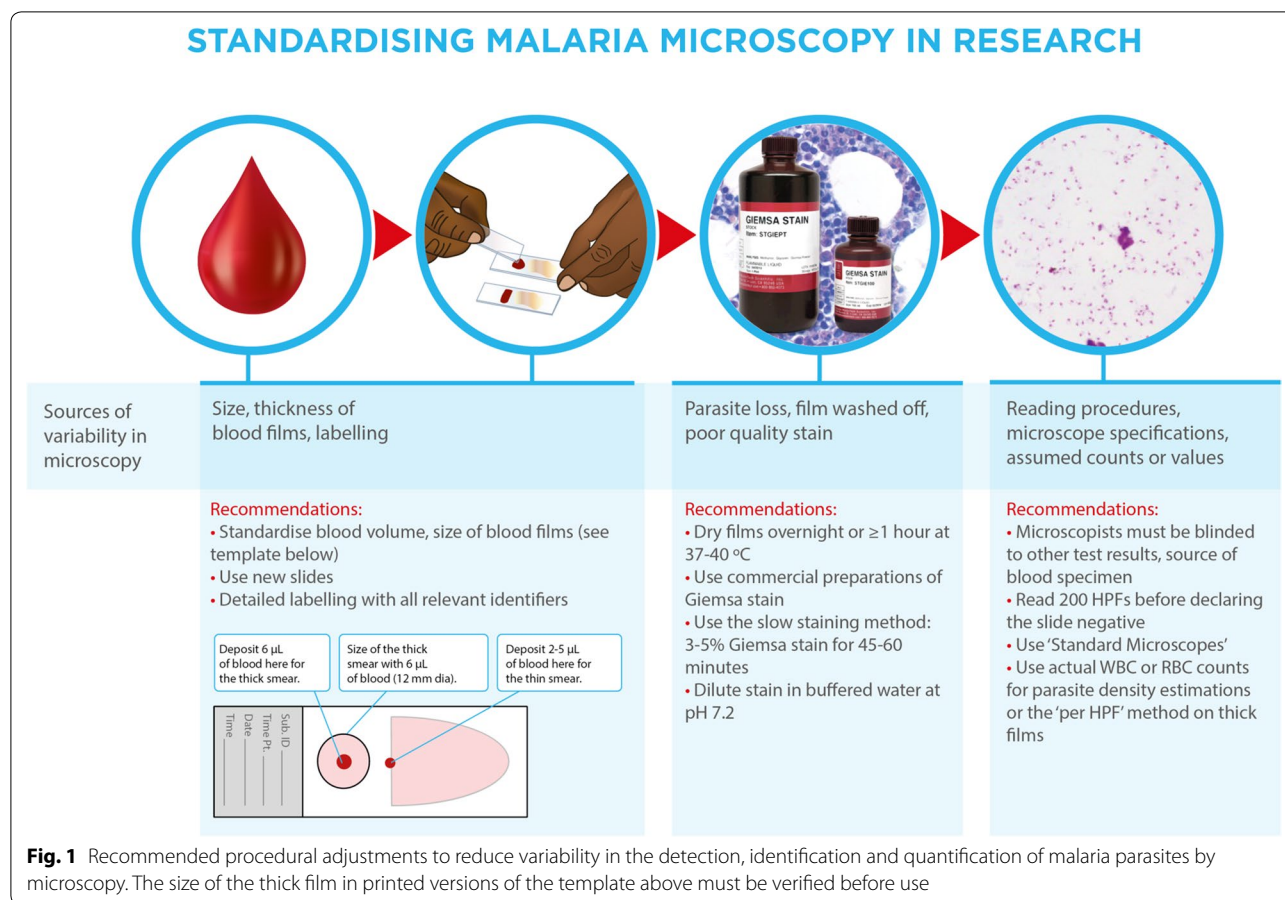 STANDARDISING MALARIA MICROSCOPY IN RESEARCH
GIEMSA STAIN
Item: STGIEPT
GIEMSA STAIN
Sources of
variability in
microscopy
Size, thickness of
blood films, labelling
Parasite loss, film washed off,
poor quality stain
Reading procedures,
microscope specifications,
assumed counts or values
Recommendations:
• Standardise blood volume, size of blood films (see
template below)
• Use new slides
• Detailed labelling with all relevant identifiers
Deposit 6 µL
of blood here for
the thick smear.
Size of the thick
smear with 6 µL
of blood (12 mm dia).
Deposit 2-5 µL
of blood here for
the thin smear.
Sub. ID
Time Pt.
Date
Time
Recommendations:
• Dry films overnight or ≥1 hour at
37-40 ºC
• Use commercial preparations of
Giemsa stain
• Use the slow staining method:
3-5% Giemsa stain for 45-60
minutes
• Dilute stain in buffered water at
pH 7.2
Recommendations:
• Microscopists must be blinded
to other test results, source of
blood specimen
• Read 200 HPFs before declaring
the slide negative
• Use ‘Standard Microscopes’
• Use actual WBC or RBC counts
for parasite density estimations
or the ‘per HPF’ method on thick
films
Fig. 1 Recommended procedural adjustments to reduce variability in the detection, identification and quantification of malaria parasites by
microscopy. The size of the thick film in printed versions of the template above must be verified before use